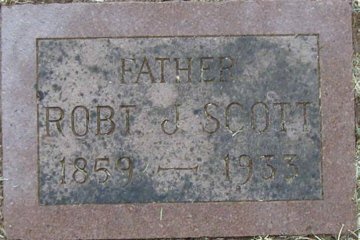 FATHER
ROBT J SCOTT
1859 — 1933